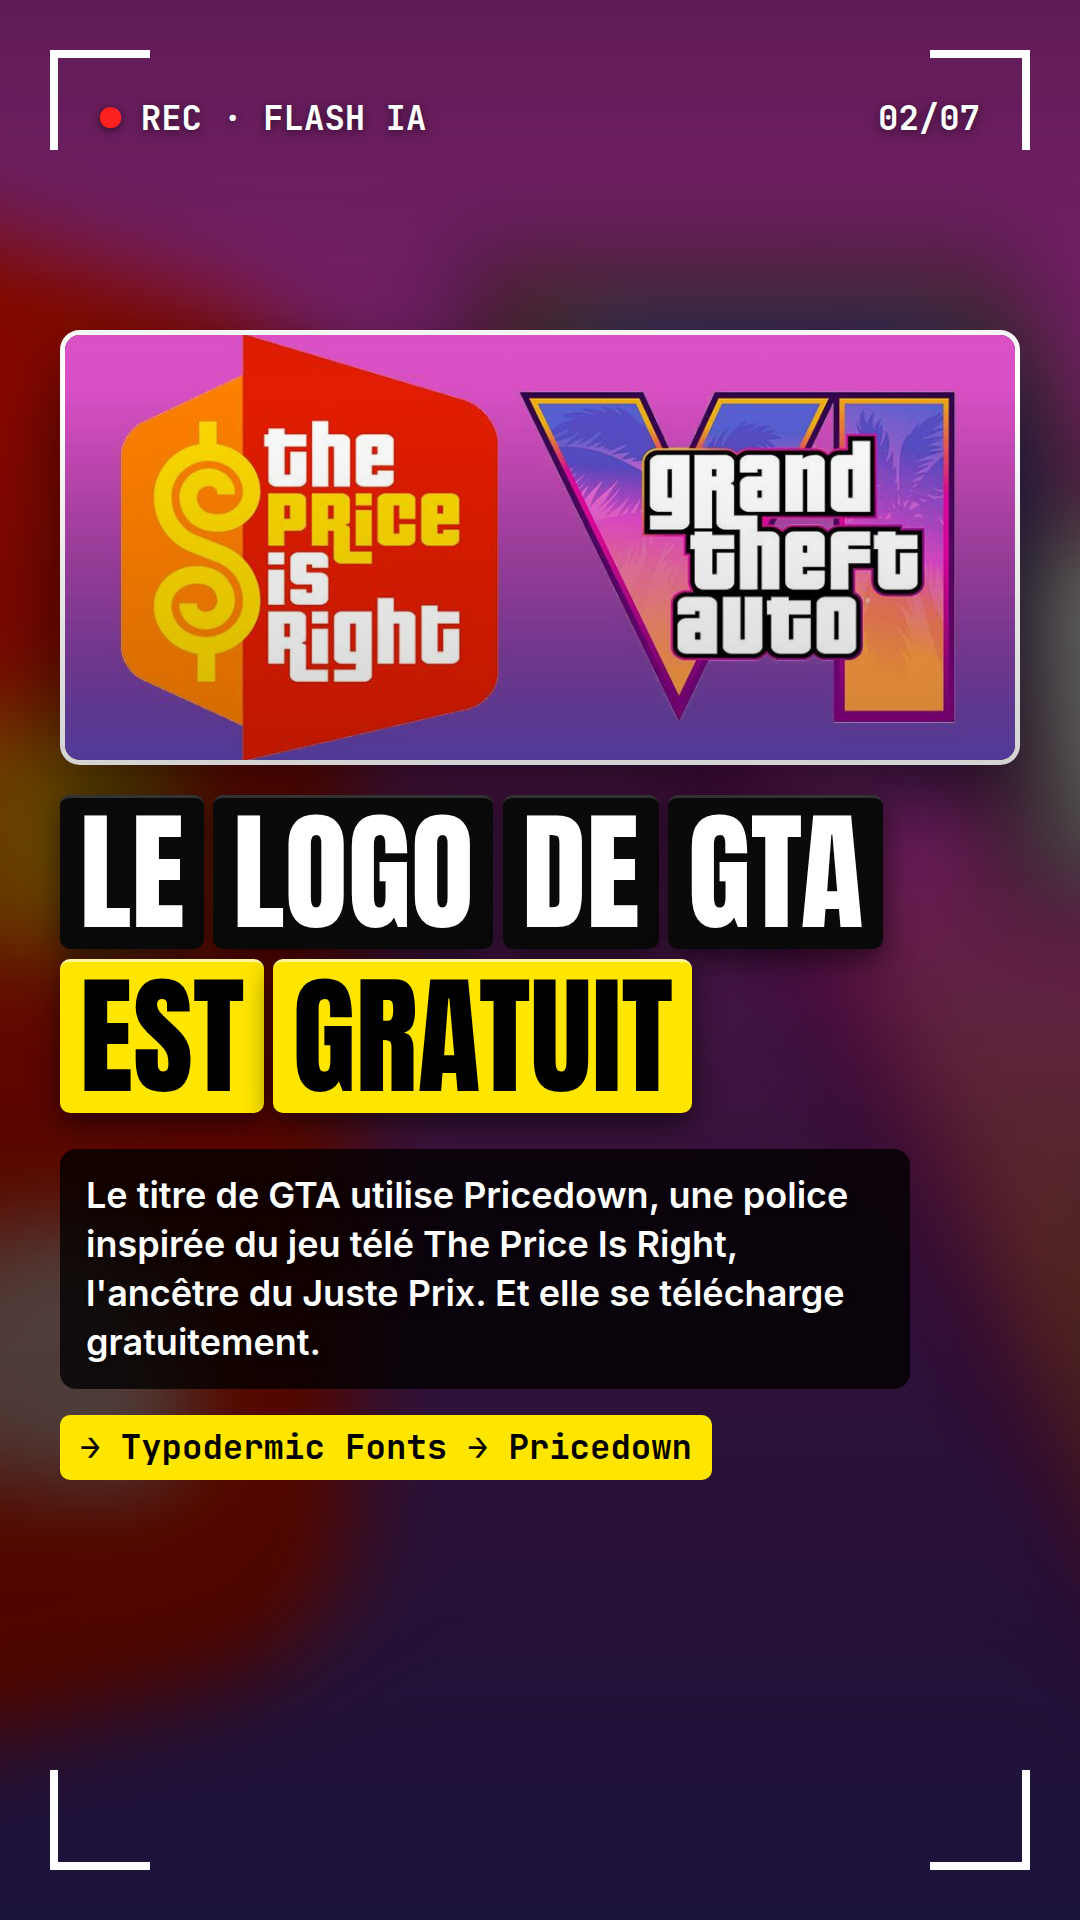 REC · FLASH IA
02/07
the
PRice
is
Right
VI
grand
theft
auto
LE LOGO DE GTA
EST GRATUIT
Le titre de GTA utilise Pricedown, une police
inspirée du jeu télé The Price Is Right,
l'ancêtre du Juste Prix. Et elle se télécharge
gratuitement.
→ Typodermic Fonts → Pricedown